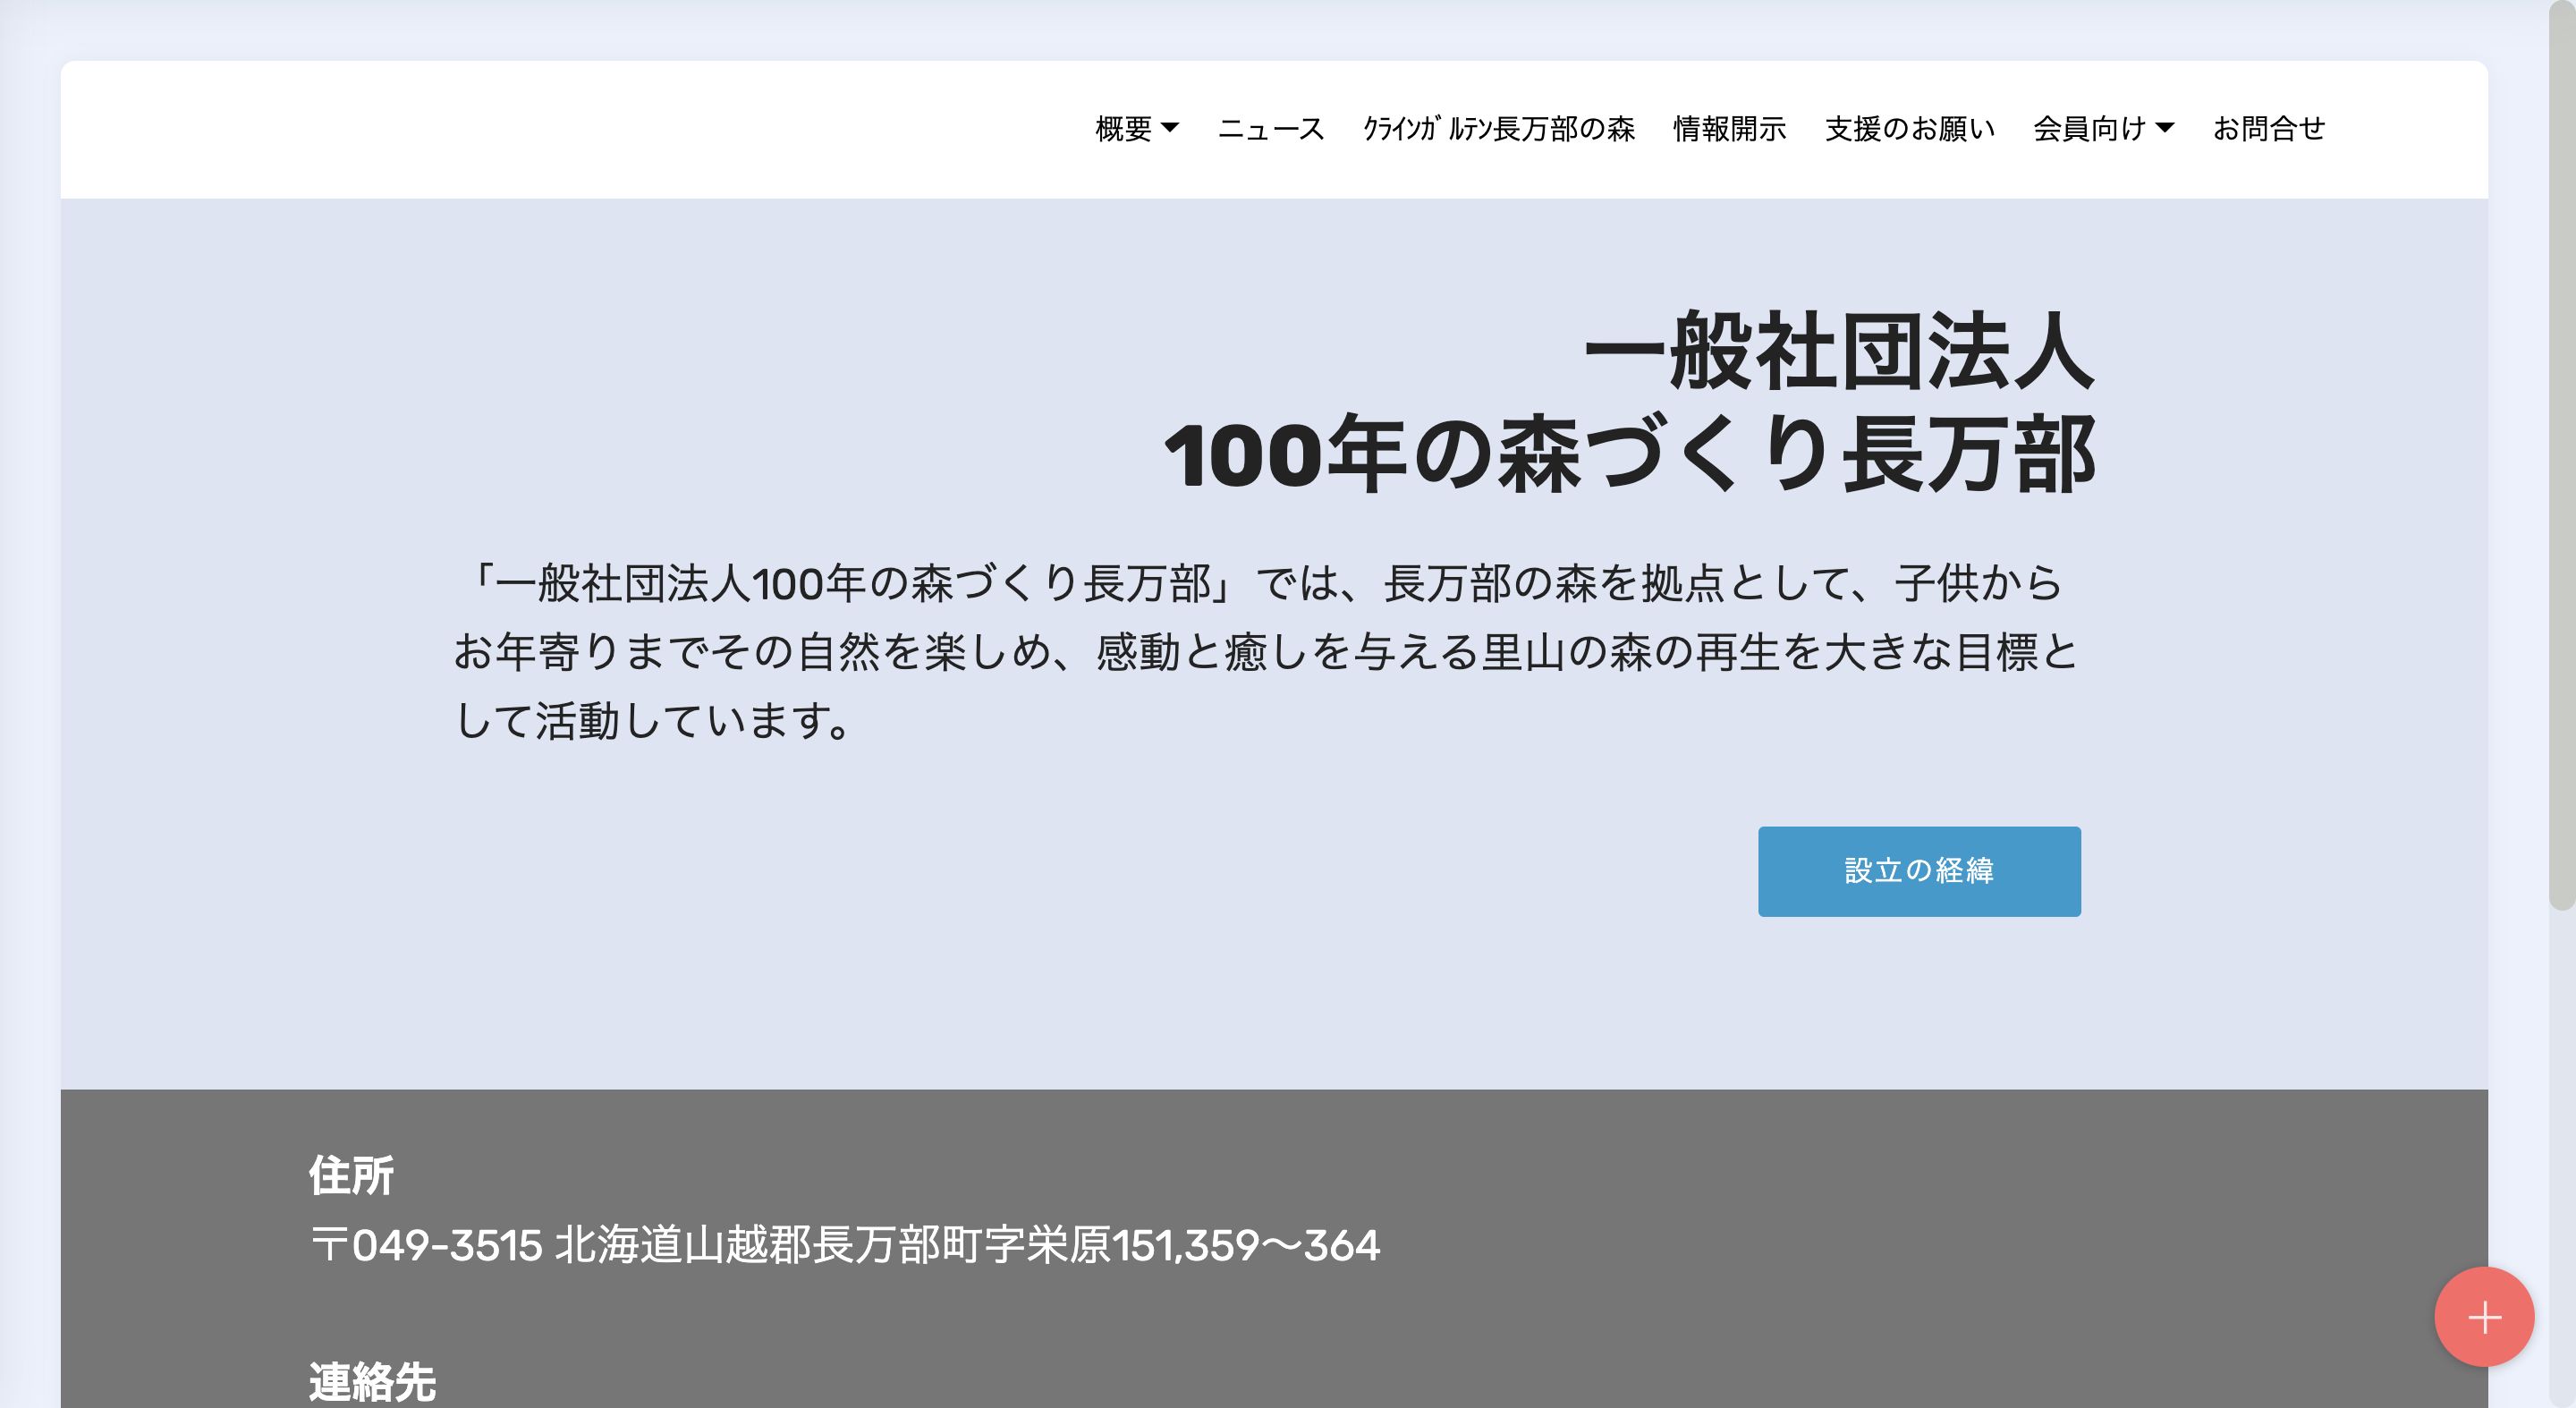 概要 ニュース ｸﾗｲﾝｶﾞﾙﾃﾝ長万部の森 情報開示 支援のお願い 会員向け お問合せ
一般社団法人
100年の森づくり長万部
「一般社団法人100年の森づくり長万部」では、長万部の森を拠点として、子供から
お年寄りまでその自然を楽しめ、感動と癒しを与える里山の森の再生を大きな目標と
して活動しています。
設立の経緯
住所
〒049-3515 北海道山越郡長万部町字栄原151,359〜364
連絡先